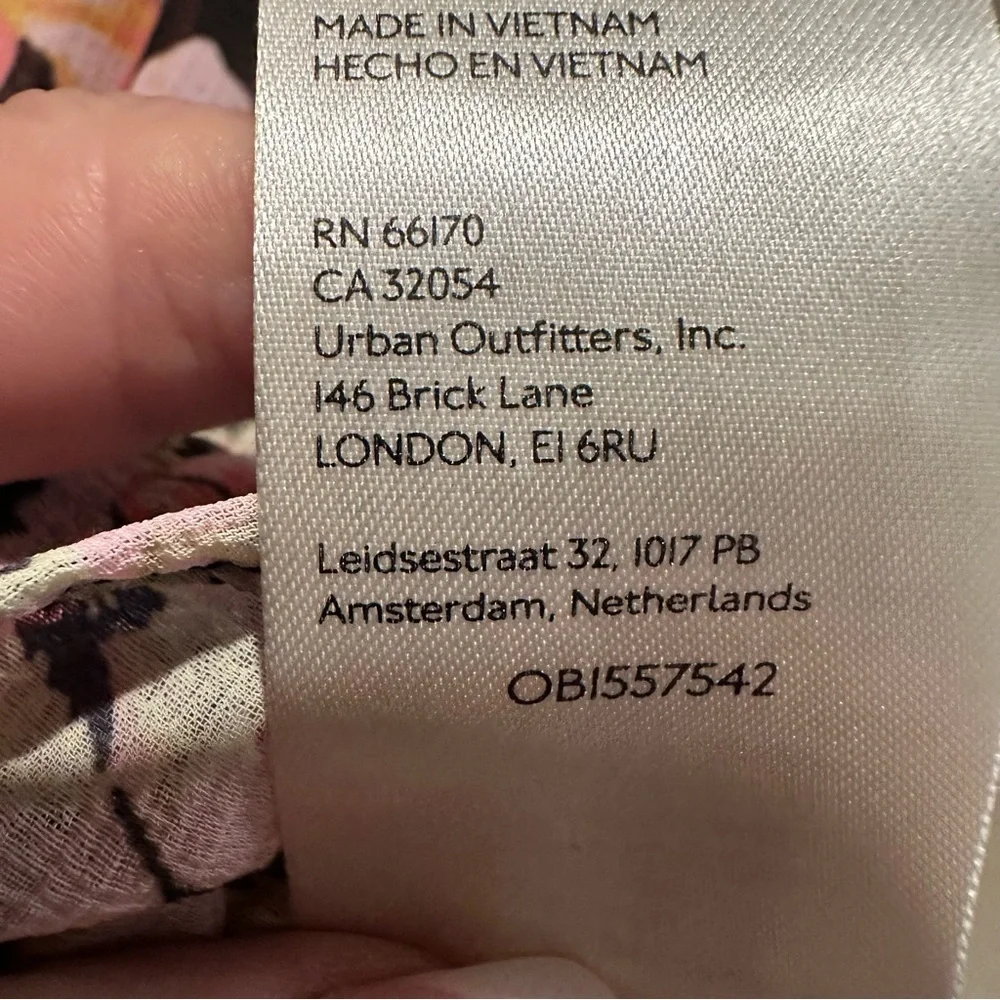 MADE IN VIETNAM
HECHO EN VIETNAM
RN 66170
CA 32054
Urban Outfitters, Inc.
146 Brick Lane
LONDON, E1 6RU
Leidsestraat 32, 1017 PB
Amsterdam, Netherlands
OB1557542